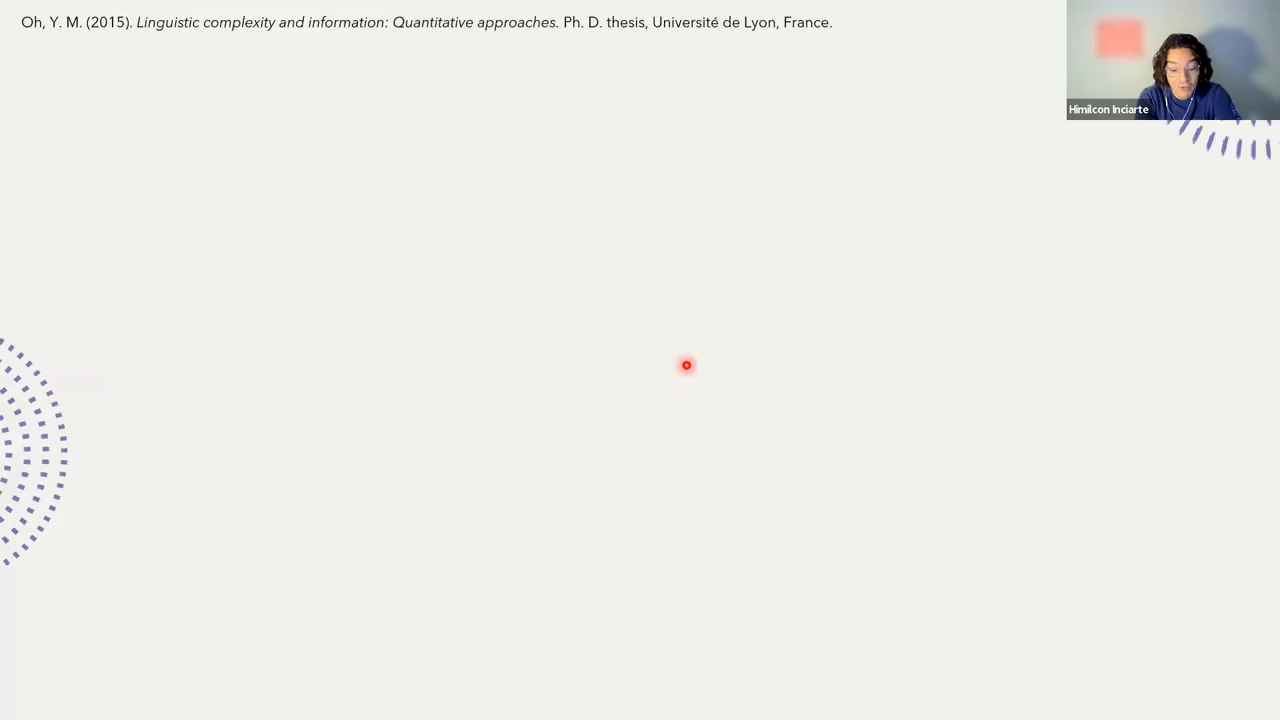 Oh, Y. M. (2015). Linguistic complexity and information: Quantitative approaches. Ph. D. thesis, Université de Lyon, France.
Himilcon Inciarte